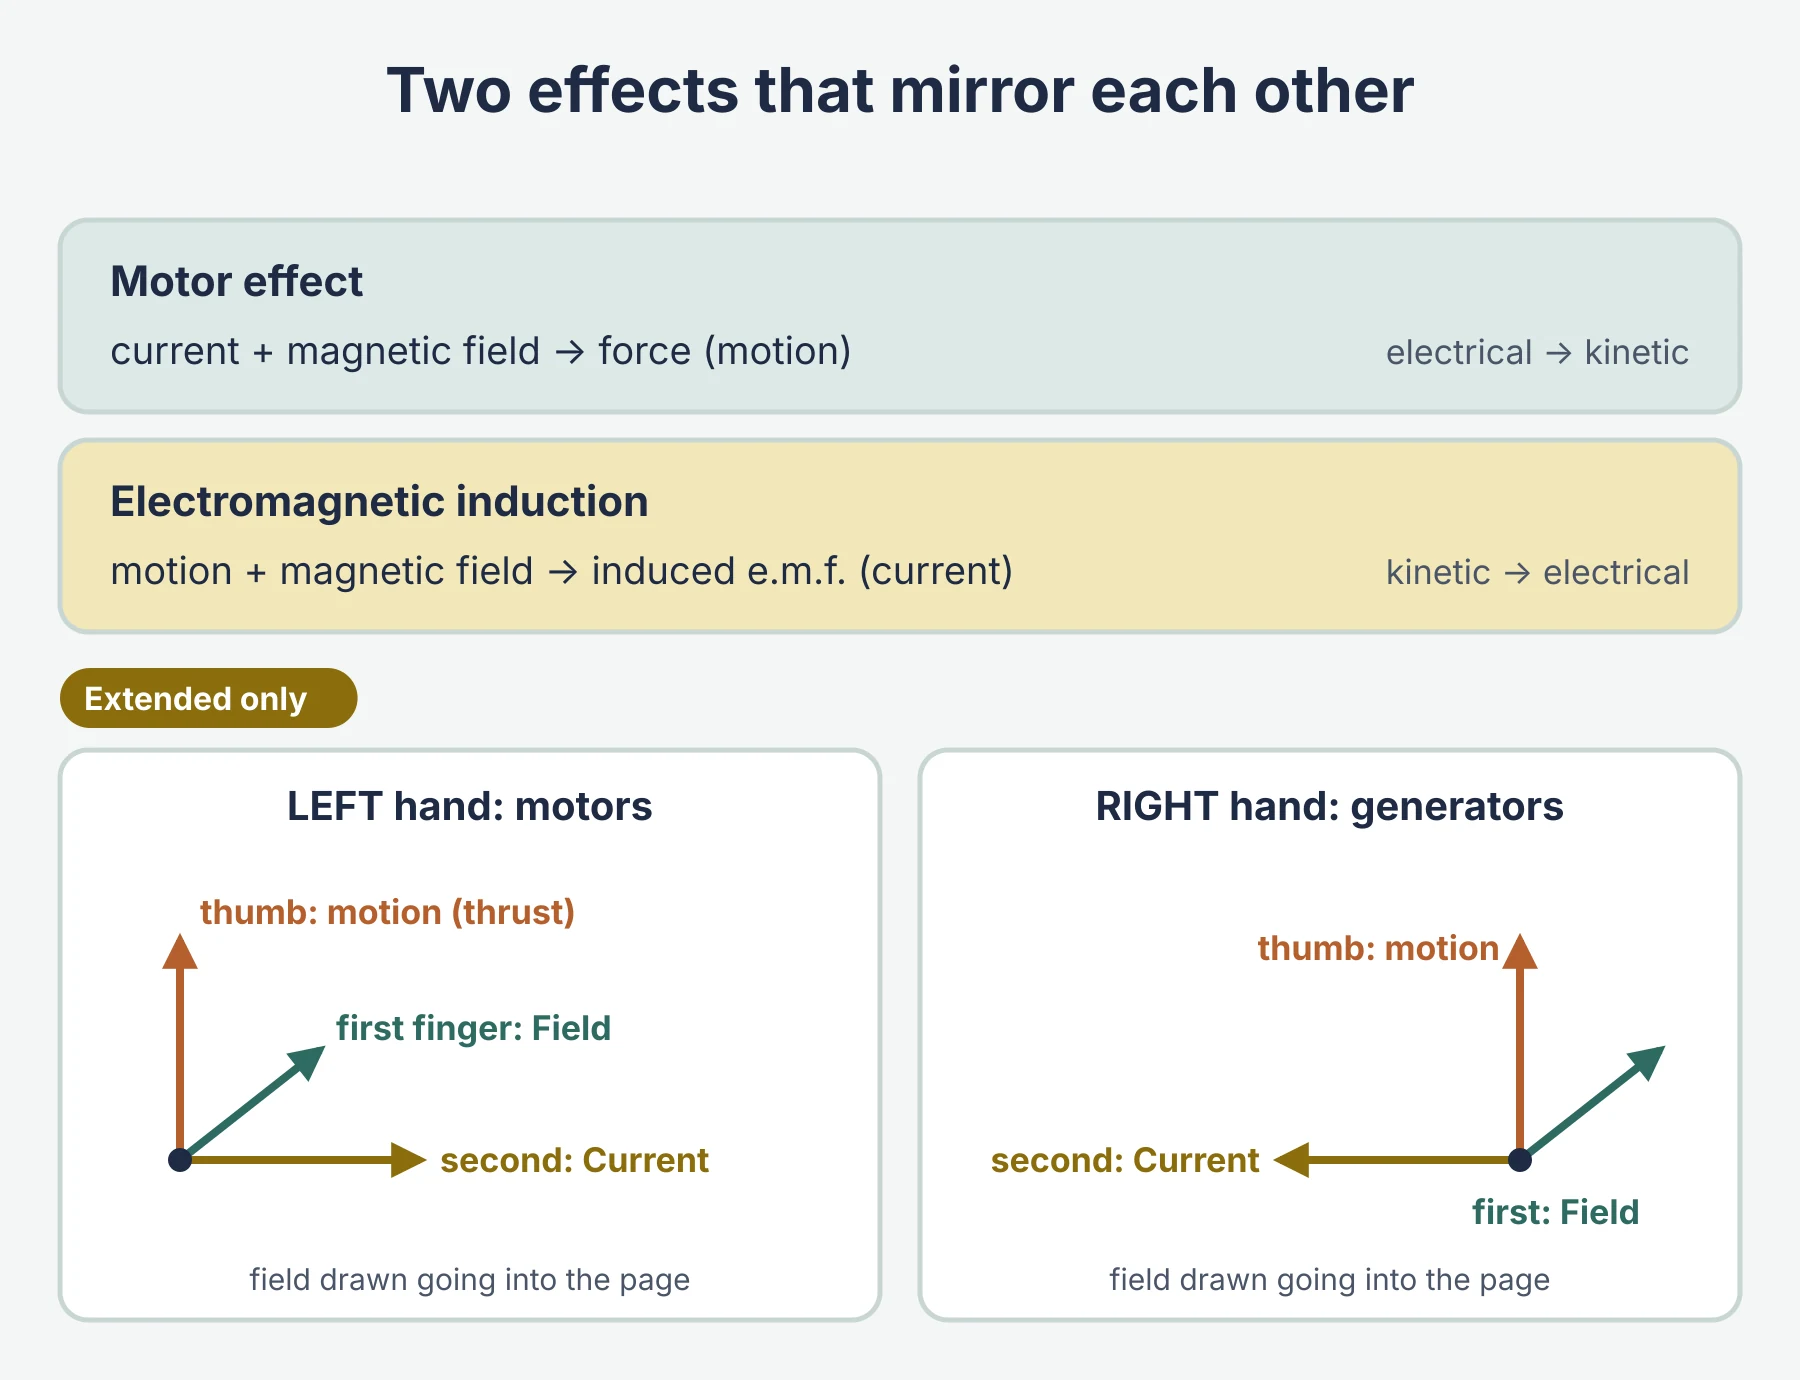 Two effects that mirror each other
Motor effect
current + magnetic field → force (motion)
electrical → kinetic
Electromagnetic induction
motion + magnetic field → induced e.m.f. (current)
kinetic → electrical
Extended only
LEFT hand: motors
thumb: motion (thrust)
first finger: Field
second: Current
field drawn going into the page
RIGHT hand: generators
thumb: motion
second: Current
first: Field
field drawn going into the page